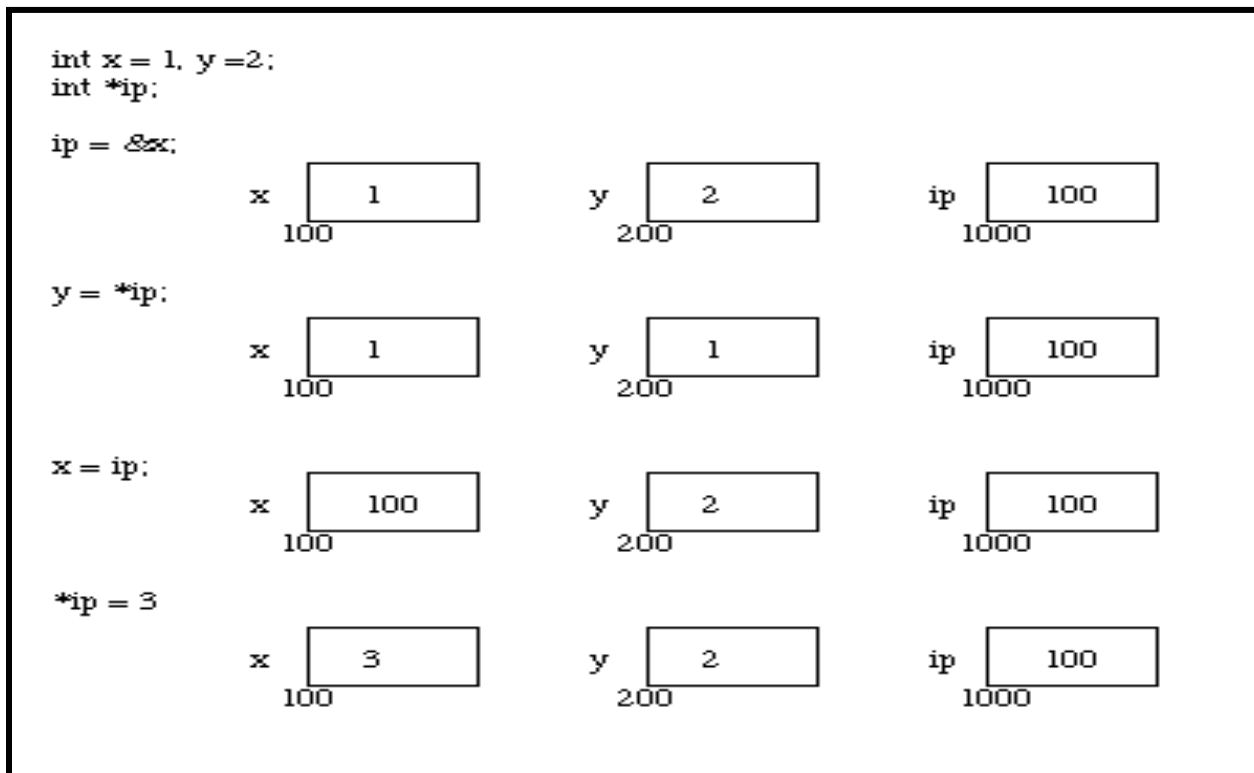 int x = 1, y =2;
int *ip;
ip = &x;
x 1 y 2 ip 100
100 200 1000
y = *ip;
x 1 y 1 ip 100
100 200 1000
x = ip;
x 100 y 2 ip 100
100 200 1000
*ip = 3
x 3 y 2 ip 100
100 200 1000